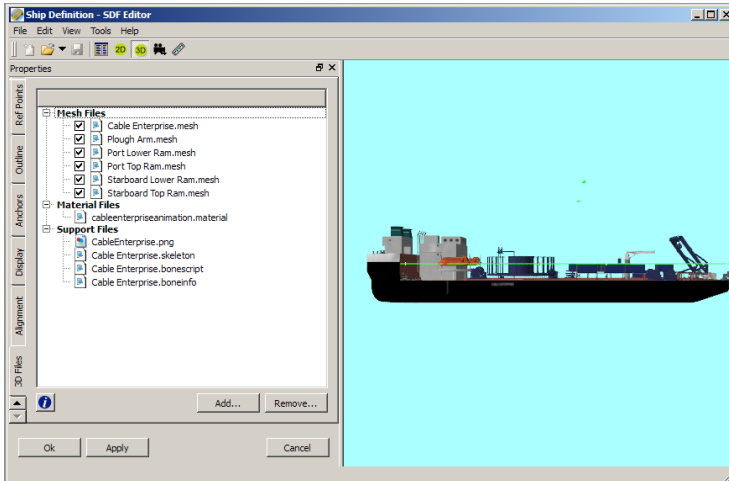 Ship Definition - SDF Editor
File Edit View Tools Help
2D 3D
Properties
Ref Points
Outline
Anchors
Display
Alignment
3D Files
Mesh Files
Cable Enterprise.mesh
Plough Arm.mesh
Port Lower Ram.mesh
Port Top Ram.mesh
Starboard Lower Ram.mesh
Starboard Top Ram.mesh
Material Files
cableenterpriseanimation.material
Support Files
CableEnterprise.png
Cable Enterprise.skeleton
Cable Enterprise.bonescript
Cable Enterprise.boneinfo
Add... Remove...
Ok Apply Cancel